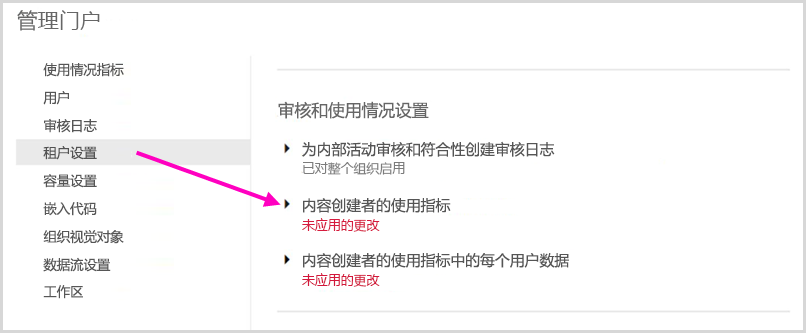 管理门户
使用情况指标
用户
审核日志
租户设置
容量设置
嵌入代码
组织视觉对象
数据流设置
工作区
审核和使用情况设置
为内部活动审核和符合性创建审核日志
已对整个组织启用
内容创建者的使用指标
未应用的更改
内容创建者的使用指标中的每个用户数据
未应用的更改